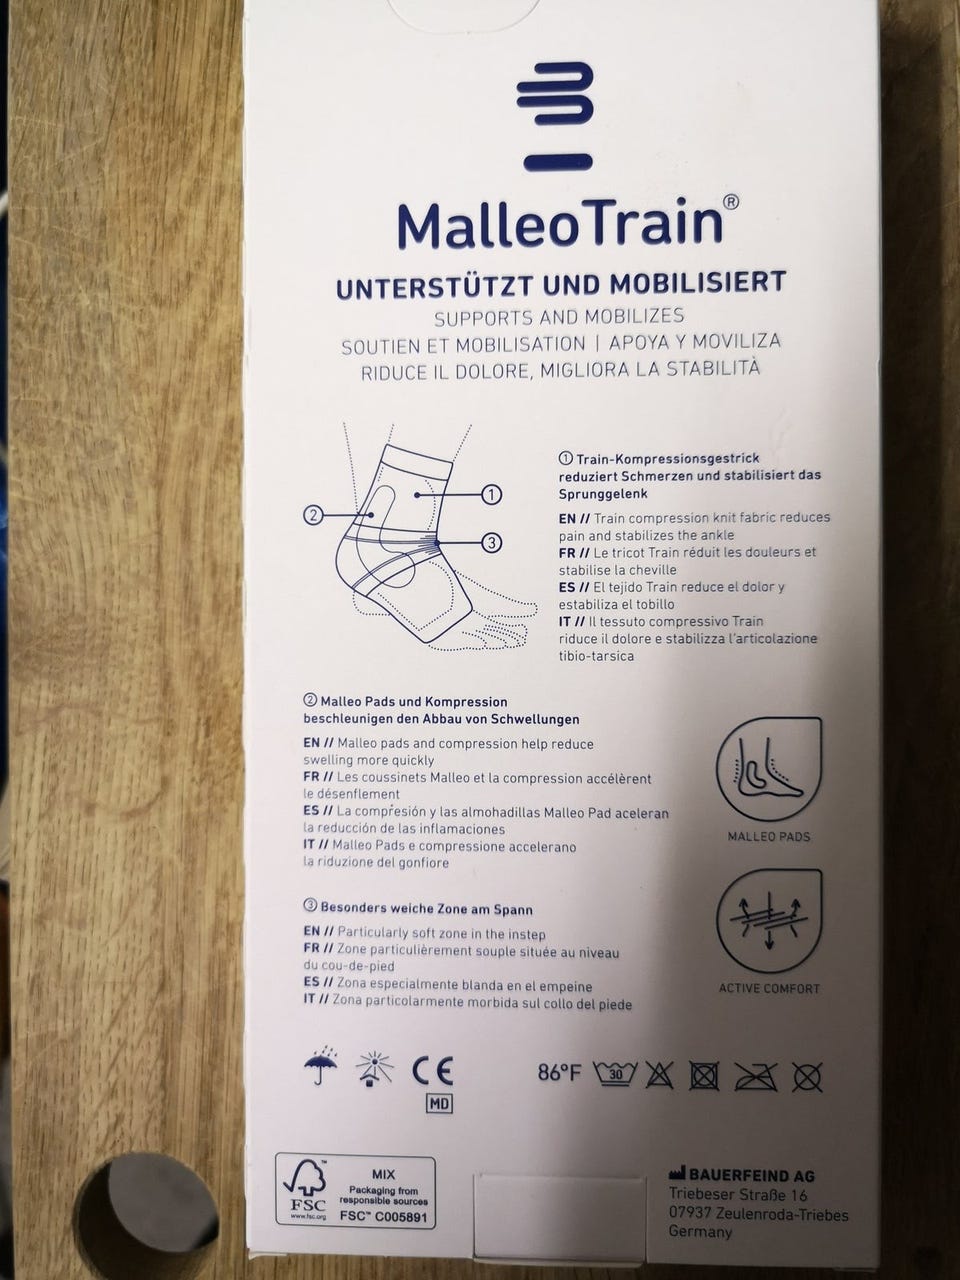 MalleoTrain®
UNTERSTÜTZT UND MOBILISIERT
SUPPORTS AND MOBILIZES
SOUTIEN ET MOBILISATION | APOYA Y MOVILIZA
RIDUCE IL DOLORE, MIGLIORA LA STABILITÀ
1
2
3
① Train-Kompressionsgestrick
reduziert Schmerzen und stabilisiert das
Sprunggelenk
EN // Train compression knit fabric reduces
pain and stabilizes the ankle
FR // Le tricot Train réduit les douleurs et
stabilise la cheville
ES // El tejido Train reduce el dolor y
estabiliza el tobillo
IT // Il tessuto compressivo Train
riduce il dolore e stabilizza l'articolazione
tibio-tarsica
② Malleo Pads und Kompression
beschleunigen den Abbau von Schwellungen
EN // Malleo pads and compression help reduce
swelling more quickly
FR // Les coussinets Malleo et la compression accélèrent
le désenflement
ES // La compresión y las almohadillas Malleo Pad aceleran
la reducción de las inflamaciones
IT // Malleo Pads e compressione accelerano
la riduzione del gonfiore
MALLEO PADS
③ Besonders weiche Zone am Spann
EN // Particularly soft zone in the instep
FR // Zone particulièrement souple située au niveau
du cou-de-pied
ES // Zona especialmente blanda en el empeine
IT // Zona particolarmente morbida sul collo del piede
ACTIVE COMFORT
CE
MD
86°F 30
FSC™
www.fsc.org
MIX
Packaging from
responsible sources
FSC™ C005891
BAUERFEIND AG
Triebeser Straße 16
07937 Zeulenroda-Triebes
Germany